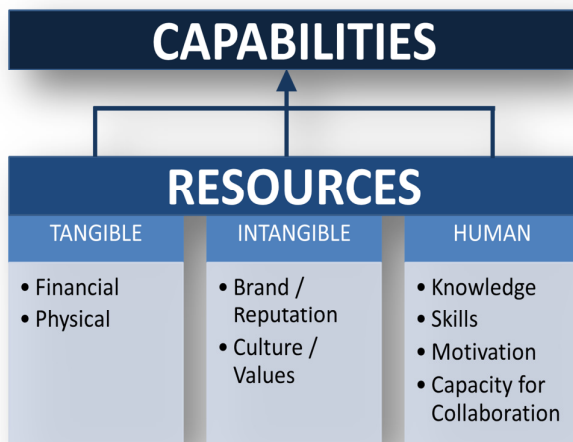 CAPABILITIES
RESOURCES
TANGIBLE
• Financial
• Physical
INTANGIBLE
• Brand /
Reputation
• Culture /
Values
HUMAN
• Knowledge
• Skills
• Motivation
• Capacity for
Collaboration